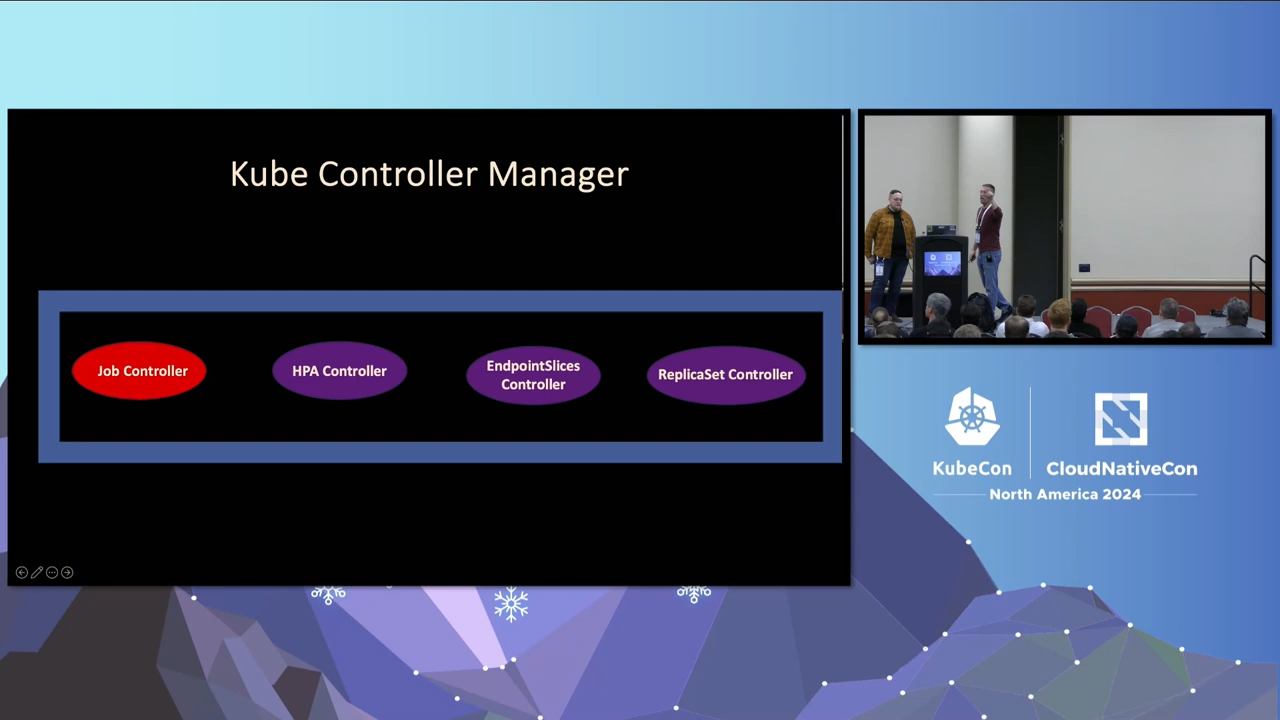 Kube Controller Manager
Job Controller
HPA Controller
EndpointSlices
Controller
ReplicaSet Controller
KubeCon
CloudNativeCon
North America 2024